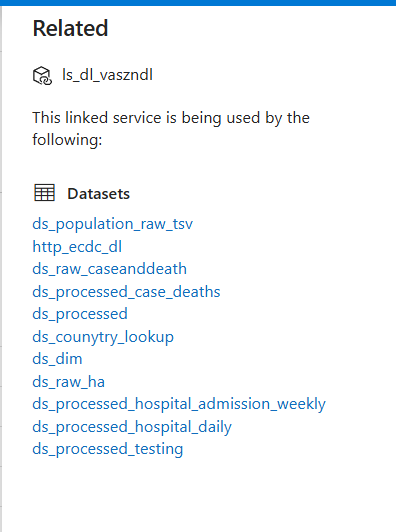 Related
ls_dl_vaszndl
This linked service is being used by the
following:
Datasets
ds_population_raw_tsv
http_ecdc_dl
ds_raw_caseanddeath
ds_processed_case_deaths
ds_processed
ds_counytry_lookup
ds_dim
ds_raw_ha
ds_processed_hospital_admission_weekly
ds_processed_hospital_daily
ds_processed_testing